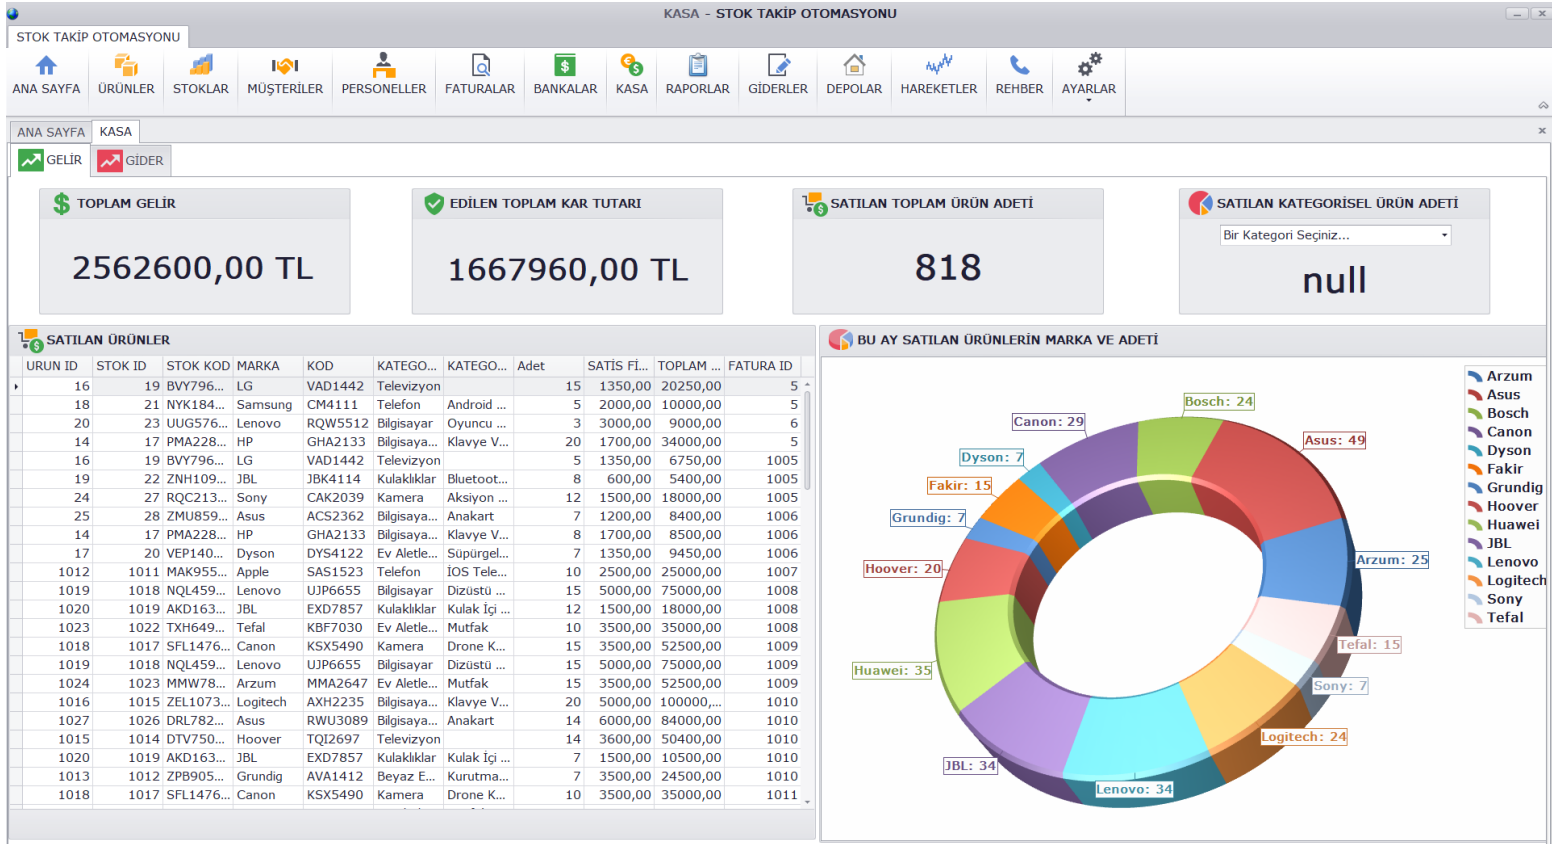 KASA - STOK TAKİP OTOMASYONU
STOK TAKİP OTOMASYONU
ANA SAYFA ÜRÜNLER STOKLAR MÜŞTERİLER PERSONELLER FATURALAR BANKALAR KASA RAPORLAR GİDERLER DEPOLAR HAREKETLER REHBER AYARLAR
ANA SAYFA KASA
GELİR GİDER
TOPLAM GELİR
2562600,00 TL
EDİLEN TOPLAM KAR TUTARI
1667960,00 TL
SATILAN TOPLAM ÜRÜN ADETİ
818
SATILAN KATEGORİSEL ÜRÜN ADETİ
Bir Kategori Seçiniz...
null
SATILAN ÜRÜNLER
URUN ID STOK ID STOK KOD MARKA KOD KATEGO... KATEGO... Adet SATİS Fİ... TOPLAM ... FATURA ID
16 19 BVY796... LG VAD1442 Televizyon 15 1350,00 20250,00 5
18 21 NYK184... Samsung CM4111 Telefon Android ... 5 2000,00 10000,00 5
20 23 UUG576... Lenovo RQW5512 Bilgisayar Oyuncu ... 3 3000,00 9000,00 6
14 17 PMA228... HP GHA2133 Bilgisaya... Klavye V... 20 1700,00 34000,00 5
16 19 BVY796... LG VAD1442 Televizyon 5 1350,00 6750,00 1005
19 22 ZNH109... JBL JBK4114 Kulaklıklar Bluetoot... 8 600,00 5400,00 1005
24 27 RQC213... Sony CAK2039 Kamera Aksiyon ... 12 1500,00 18000,00 1005
25 28 ZMU859... Asus ACS2362 Bilgisaya... Anakart 7 1200,00 8400,00 1006
14 17 PMA228... HP GHA2133 Bilgisaya... Klavye V... 8 1700,00 8500,00 1006
17 20 VEP140... Dyson DYS4122 Ev Aletle... Süpürgel... 7 1350,00 9450,00 1006
1012 1011 MAK955... Apple SAS1523 Telefon İOS Tele... 10 2500,00 25000,00 1007
1019 1018 NQL459... Lenovo UJP6655 Bilgisayar Dizüstü ... 15 5000,00 75000,00 1008
1020 1019 AKD163... JBL EXD7857 Kulaklıklar Kulak İçi ... 12 1500,00 18000,00 1008
1023 1022 TXH649... Tefal KBF7030 Ev Aletle... Mutfak 10 3500,00 35000,00 1008
1018 1017 SFL1476... Canon KSX5490 Kamera Drone K... 15 3500,00 52500,00 1009
1019 1018 NQL459... Lenovo UJP6655 Bilgisayar Dizüstü ... 15 5000,00 75000,00 1009
1024 1023 MMW78... Arzum MMA2647 Ev Aletle... Mutfak 15 3500,00 52500,00 1009
1016 1015 ZEL1073... Logitech AXH2235 Bilgisaya... Klavye V... 20 5000,00 100000,... 1010
1027 1026 DRL782... Asus RWU3089 Bilgisaya... Anakart 14 6000,00 84000,00 1010
1015 1014 DTV750... Hoover TQI2697 Televizyon 14 3600,00 50400,00 1010
1020 1019 AKD163... JBL EXD7857 Kulaklıklar Kulak İçi ... 7 1500,00 10500,00 1010
1013 1012 ZPB905... Grundig AVA1412 Beyaz E... Kurutma... 7 3500,00 24500,00 1010
1018 1017 SFL1476... Canon KSX5490 Kamera Drone K... 10 3500,00 35000,00 1011
BU AY SATILAN ÜRÜNLERİN MARKA VE ADETİ
Bosch: 24
Canon: 29
Asus: 49
Dyson: 7
Fakir: 15
Grundig: 7
Arzum: 25
Hoover: 20
Tefal: 15
Huawei: 35
Sony: 7
Logitech: 24
JBL: 34
Lenovo: 34
Arzum
Asus
Bosch
Canon
Dyson
Fakir
Grundig
Hoover
Huawei
JBL
Lenovo
Logitech
Sony
Tefal